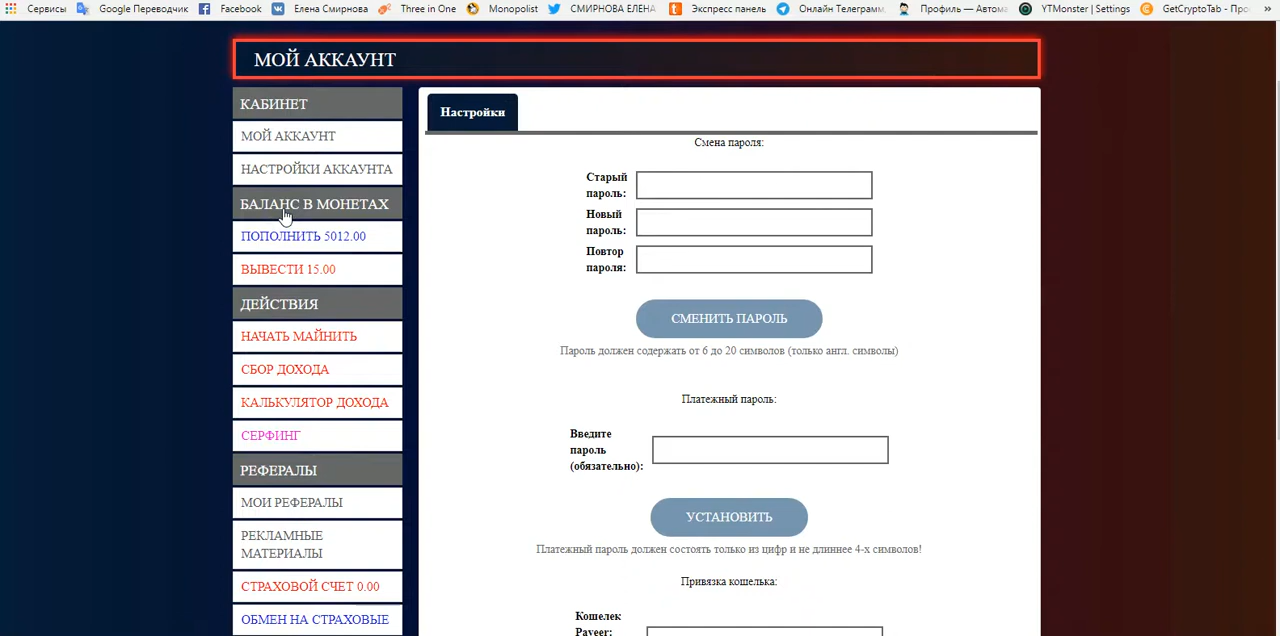 Сервисы Google Переводчик Facebook Елена Смирнова Three in One Monopolist СМИРНОВА ЕЛЕНА Экспресс панель Онлайн Телеграмм Профиль — Автома YTMonster | Settings GetCryptoTab - Про »
МОЙ АККАУНТ
КАБИНЕТ
МОЙ АККАУНТ
НАСТРОЙКИ АККАУНТА
БАЛАНС В МОНЕТАХ
ПОПОЛНИТЬ 5012.00
ВЫВЕСТИ 15.00
ДЕЙСТВИЯ
НАЧАТЬ МАЙНИТЬ
СБОР ДОХОДА
КАЛЬКУЛЯТОР ДОХОДА
СЕРФИНГ
РЕФЕРАЛЫ
МОИ РЕФЕРАЛЫ
РЕКЛАМНЫЕ
МАТЕРИАЛЫ
СТРАХОВОЙ СЧЕТ 0.00
ОБМЕН НА СТРАХОВЫЕ
Настройки
Смена пароля:
Старый
пароль:
Новый
пароль:
Повтор
пароля:
СМЕНИТЬ ПАРОЛЬ
Пароль должен содержать от 6 до 20 символов (только англ. символы)
Платежный пароль:
Введите
пароль
(обязательно):
УСТАНОВИТЬ
Платежный пароль должен состоять только из цифр и не длиннее 4-х символов!
Привязка кошелька:
Кошелек
Payeer: